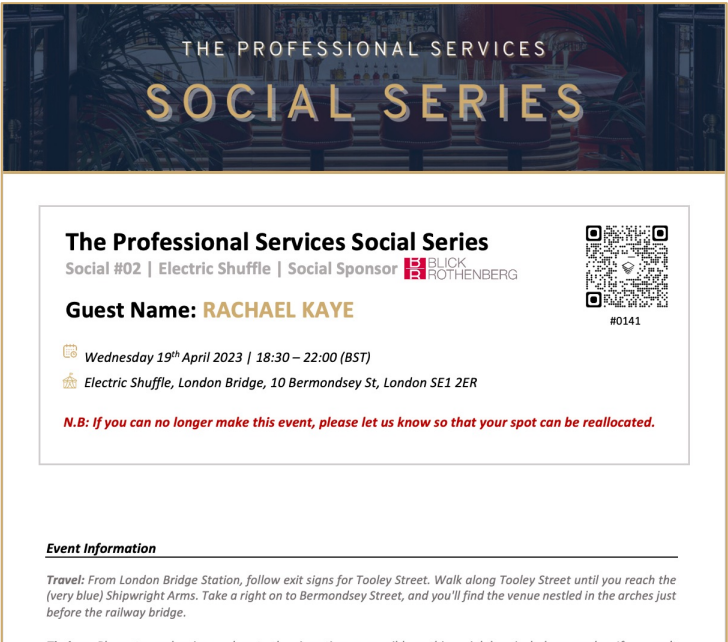 THE PROFESSIONAL SERVICES
SOCIAL SERIES
The Professional Services Social Series
Social #02 | Electric Shuffle | Social Sponsor BLICK ROTHENBERG
Guest Name: RACHAEL KAYE
#0141
Wednesday 19th April 2023 | 18:30 – 22:00 (BST)
Electric Shuffle, London Bridge, 10 Bermondsey St, London SE1 2ER
N.B: If you can no longer make this event, please let us know so that your spot can be reallocated.
Event Information
Travel: From London Bridge Station, follow exit signs for Tooley Street. Walk along Tooley Street until you reach the
(very blue) Shipwright Arms. Take a right on to Bermondsey Street, and you'll find the venue nestled in the arches just
before the railway bridge.